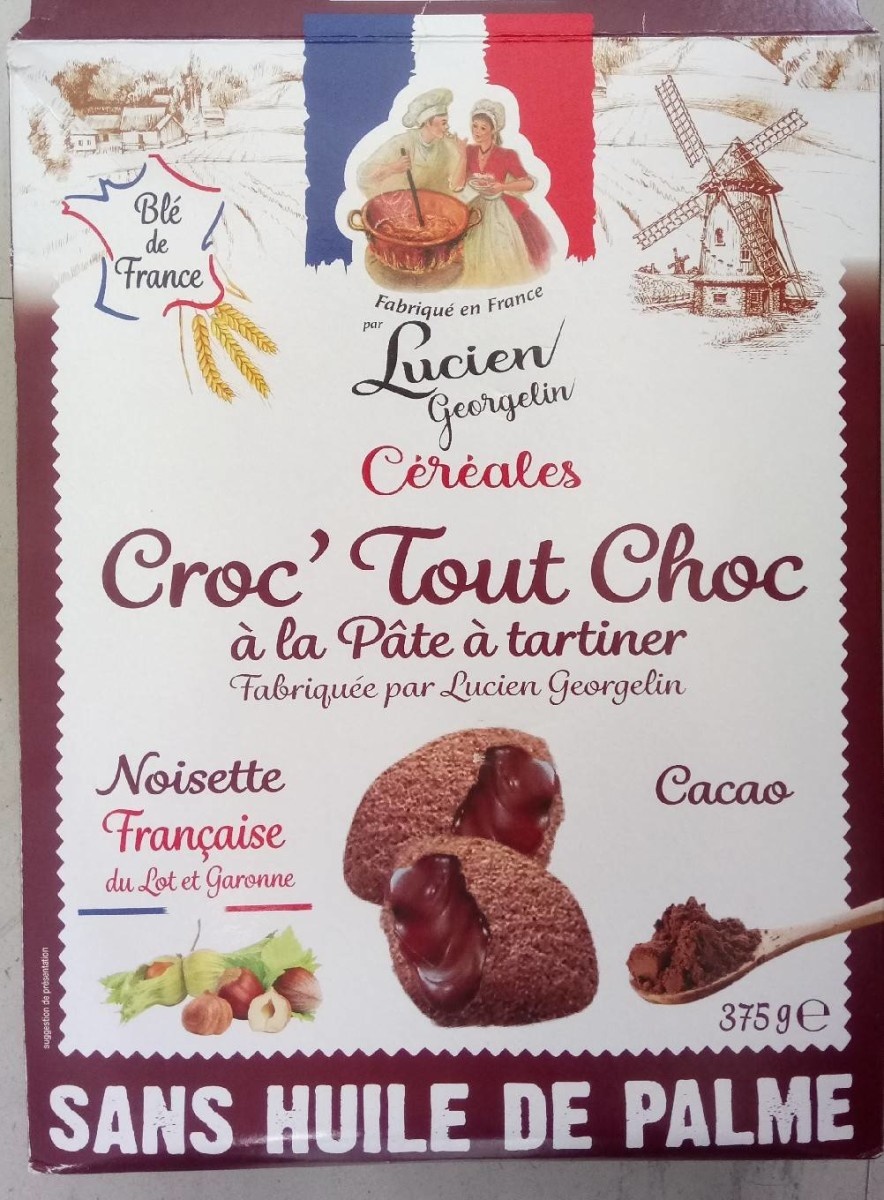 Blé
de
France
Fabriqué en France
par
Lucien
Georgelin
Céréales
Croc' Tout Choc
à la Pâte à tartiner
Fabriquée par Lucien Georgelin
Noisette
Française
du Lot et Garonne
Cacao
375 g e
suggestion de présentation
SANS HUILE DE PALME